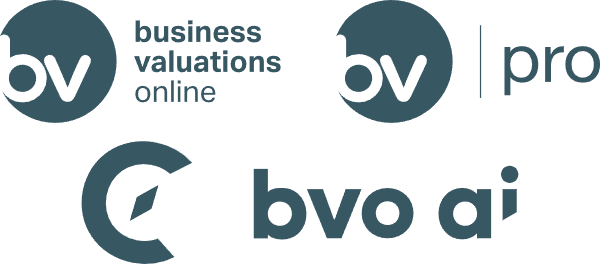 bv business
valuations
online
bv | pro
bvo ai